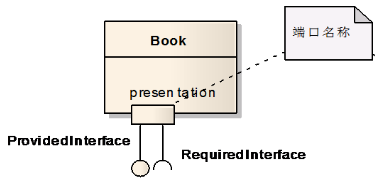 Book
端口名称
presentation
ProvidedInterface
RequiredInterface